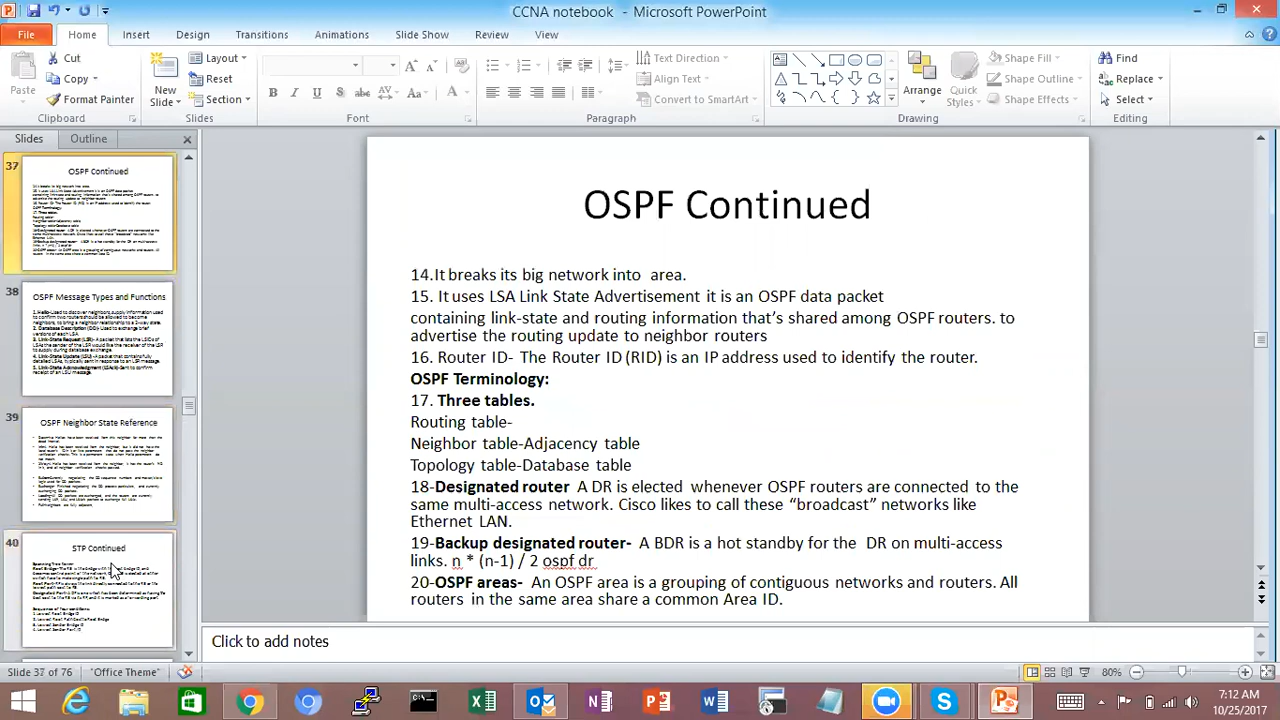 CCNA notebook - Microsoft PowerPoint
File Home Insert Design Transitions Animations Slide Show Review View
Paste
Cut
Copy
Format Painter
Clipboard
New Slide
Layout
Reset
Section
Slides
B I U S abc AV Aa A
Font
Text Direction
Align Text
Convert to SmartArt
Paragraph
Arrange
Quick Styles
Shape Fill
Shape Outline
Shape Effects
Drawing
Find
Replace
Select
Editing
Slides Outline
37
OSPF Continued
38
OSPF Message Types and Functions
39
OSPF Neighbor State Reference
40
STP Continued
OSPF Continued
14.It breaks its big network into area.
15. It uses LSA Link State Advertisement it is an OSPF data packet
containing link-state and routing information that's shared among OSPF routers. to
advertise the routing update to neighbor routers
16. Router ID- The Router ID (RID) is an IP address used to identify the router.
OSPF Terminology:
17. Three tables.
Routing table-
Neighbor table-Adjacency table
Topology table-Database table
18-Designated router A DR is elected whenever OSPF routers are connected to the
same multi-access network. Cisco likes to call these “broadcast” networks like
Ethernet LAN.
19-Backup designated router- A BDR is a hot standby for the DR on multi-access
links. n * (n-1) / 2 ospf dr
20-OSPF areas- An OSPF area is a grouping of contiguous networks and routers. All
routers in the same area share a common Area ID.
Click to add notes
Slide 37 of 76 "Office Theme" 80%
7:12 AM
10/25/2017